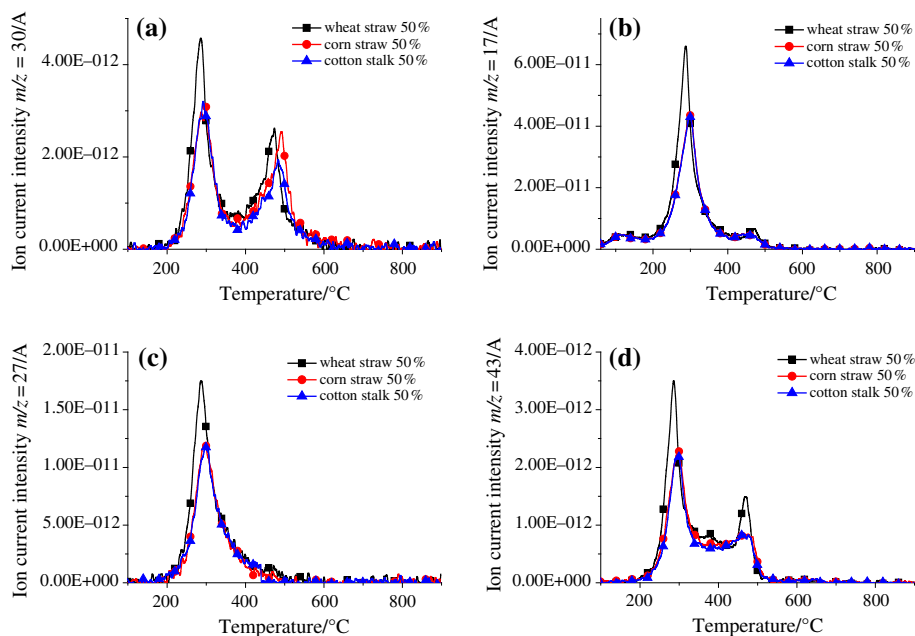 (a)
wheat straw 50%
corn straw 50%
cotton stalk 50%
Ion current intensity m/z = 30/A
4.00E–012
2.00E–012
0.00E+000
200 400 600 800
Temperature/°C
(b)
wheat straw 50%
corn straw 50%
cotton stalk 50%
Ion current intensity m/z = 17/A
6.00E–011
4.00E–011
2.00E–011
0.00E+000
200 400 600 800
Temperature/°C
(c)
wheat straw 50%
corn straw 50%
cotton stalk 50%
Ion current intensity m/z = 27/A
2.00E–011
1.50E–011
1.00E–011
5.00E–012
0.00E+000
200 400 600 800
Temperature/°C
(d)
wheat straw 50%
corn straw 50%
cotton stalk 50%
Ion current intensity m/z = 43/A
4.00E–012
3.00E–012
2.00E–012
1.00E–012
0.00E+000
200 400 600 800
Temperature/°C